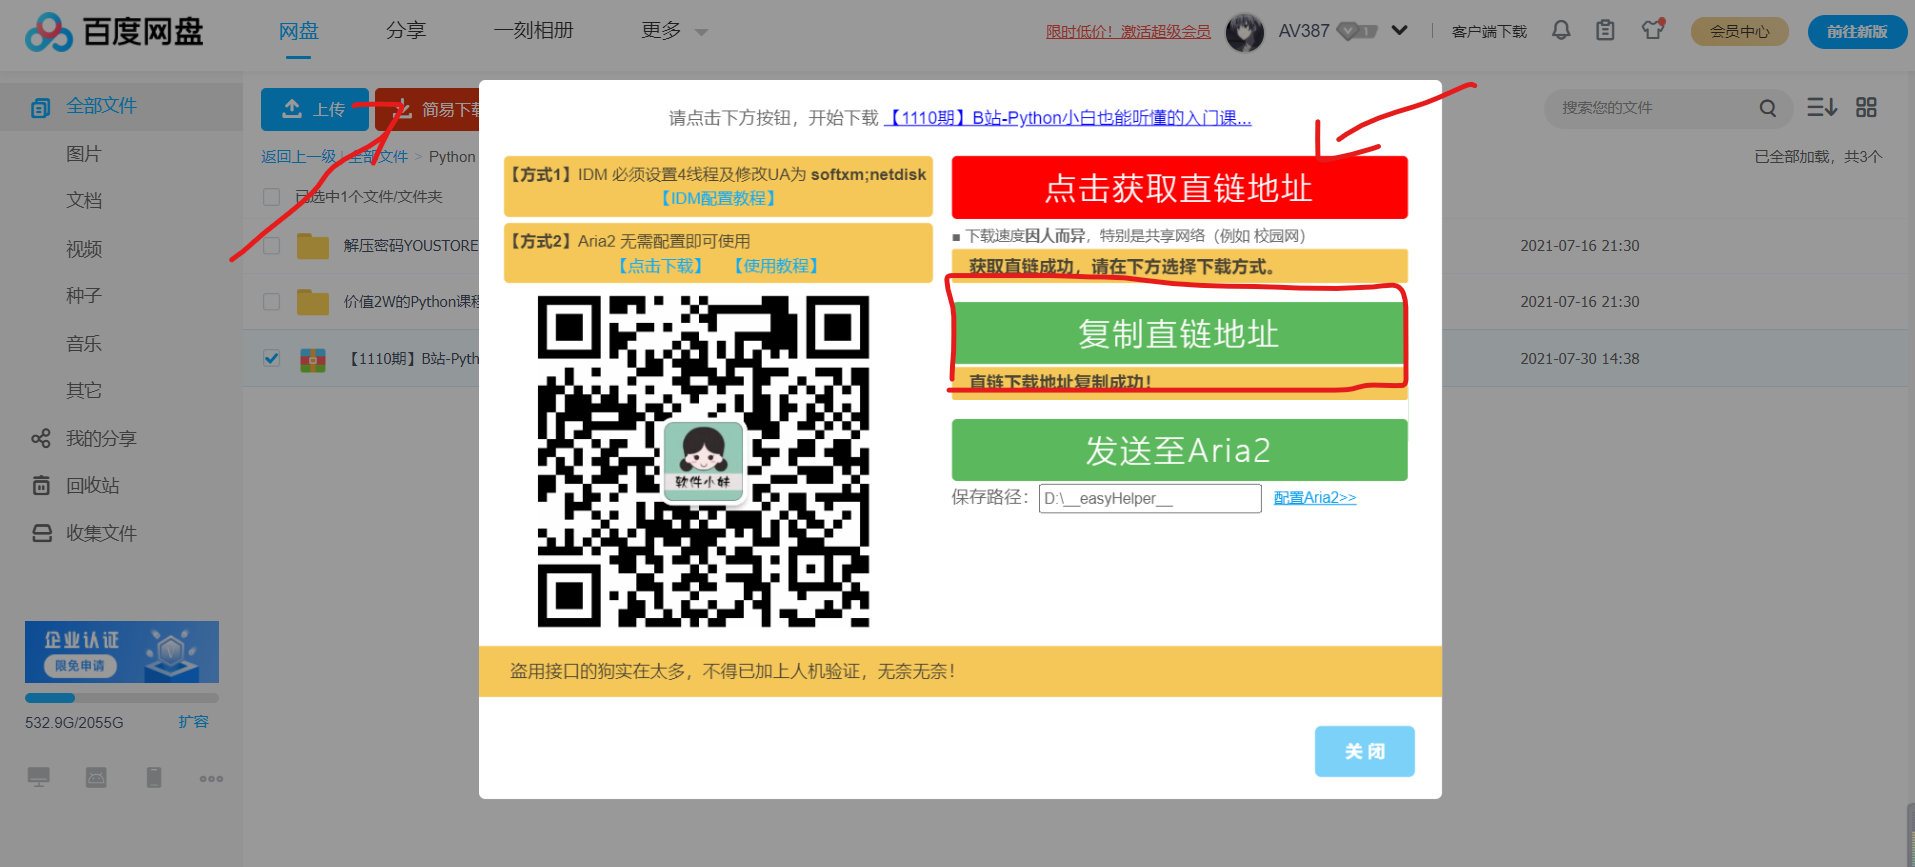 百度网盘
网盘
分享
一刻相册
更多
限时低价！激活超级会员
AV387
1
客户端下载
会员中心
前往新版
全部文件
图片
文档
视频
种子
音乐
其它
我的分享
回收站
收集文件
企业认证
限免申请
532.9G/2055G
扩容
上传
简易下载
搜索您的文件
返回上一级
全部文件 > Python
已全部加载，共3个
已选中1个文件/文件夹
解压密码YOUSTORE
2021-07-16 21:30
价值2W的Python课程
2021-07-16 21:30
【1110期】B站-Pyth
2021-07-30 14:38
请点击下方按钮，开始下载 【1110期】B站-Python小白也能听懂的入门课...
【方式1】IDM 必须设置4线程及修改UA为 softxm;netdisk
【IDM配置教程】
【方式2】Aria2 无需配置即可使用
【点击下载】 【使用教程】
软件小妹
点击获取直链地址
■ 下载速度因人而异，特别是共享网络（例如 校园网）
获取直链成功，请在下方选择下载方式。
复制直链地址
直链下载地址复制成功！
发送至Aria2
保存路径： D:\__easyHelper__ 配置Aria2>>
盗用接口的狗实在太多，不得已加上人机验证，无奈无奈！
关 闭